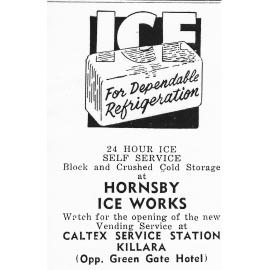 ICE
For Dependable
Refrigeration
24 HOUR ICE
SELF SERVICE
Block and Crushed Cold Storage
at
HORNSBY
ICE WORKS
Watch for the opening of the new
Vending Service at
CALTEX SERVICE STATION
KILLARA
(Opp. Green Gate Hotel)